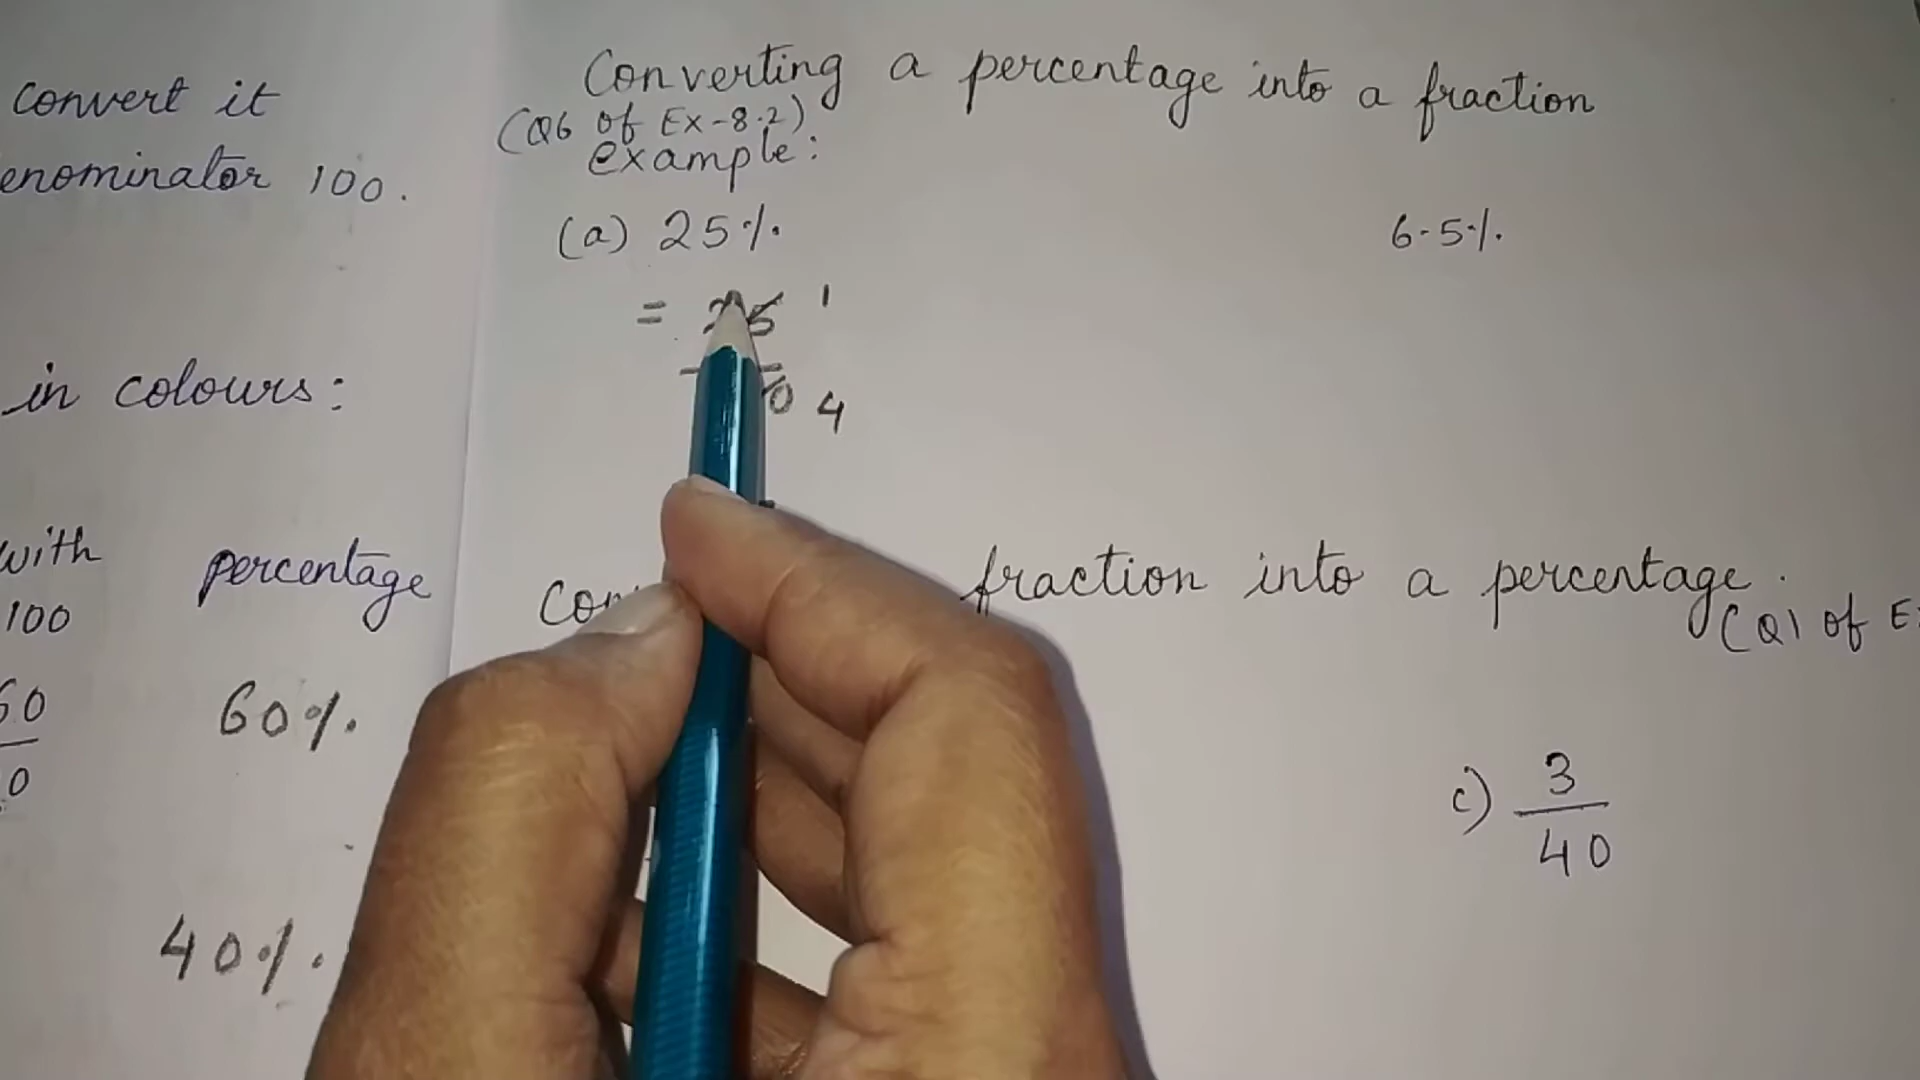 convert it
enominator 100.
in colours:
with percentage
100
60
0
60%
40%
Converting a percentage into a fraction
(Q6 of Ex-8.2)
example:
(a) 25% 6.5%
= 25 1
0 4
fraction into a percentage.
(Q1 of
c) 3
40